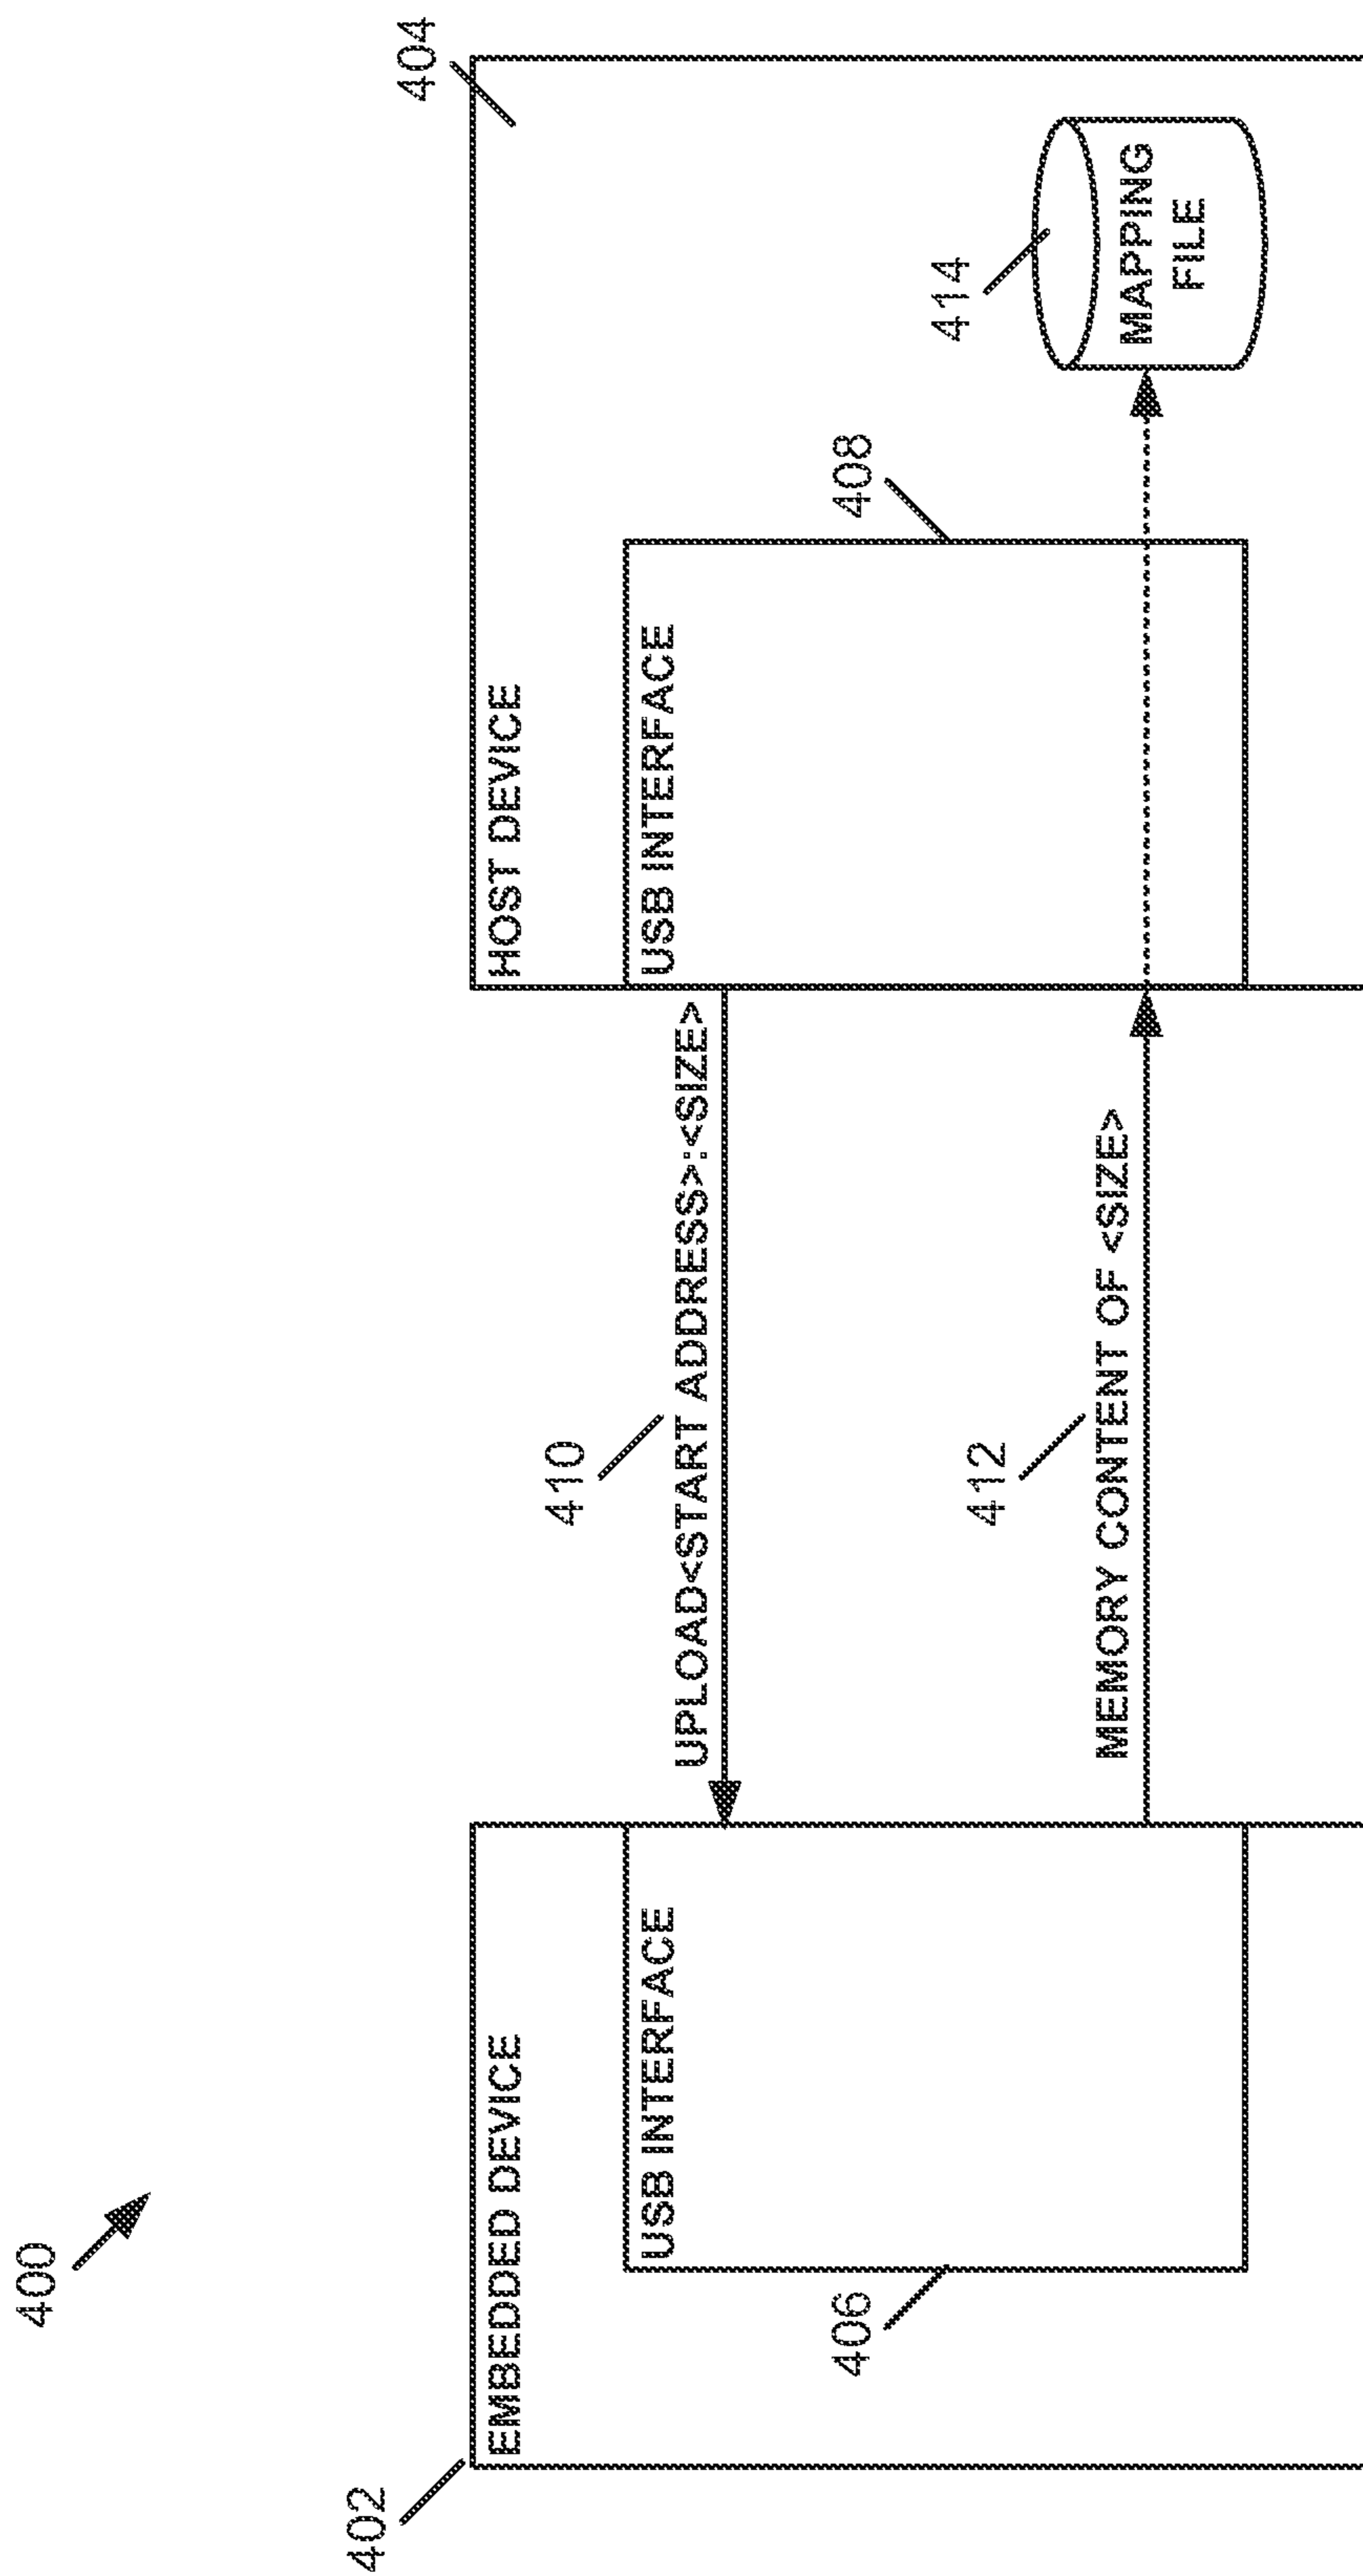 400
402
404
EMBEDDED DEVICE
HOST DEVICE
USB INTERFACE
USB INTERFACE
410
UPLOAD<START ADDRESS>:<SIZE>
406
408
414
412
MEMORY CONTENT OF <SIZE>
MAPPING
FILE